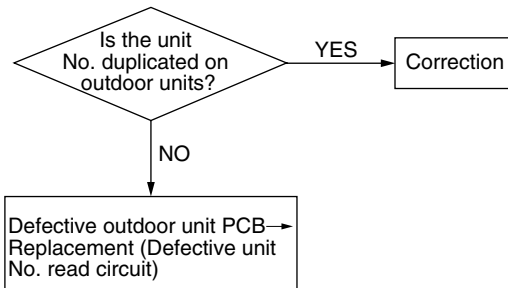 Is the unit
No. duplicated on
outdoor units?
YES
Correction
NO
Defective outdoor unit PCB→
Replacement (Defective unit
No. read circuit)